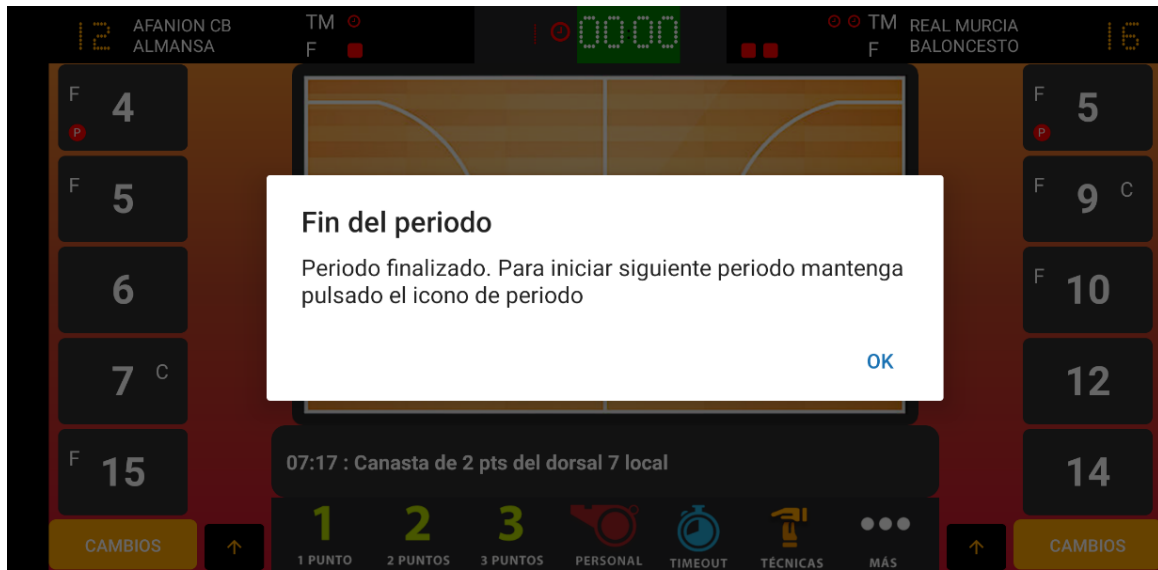 12
AFANION CB
ALMANSA
TM
F
1
00:00
TM
F
REAL MURCIA
BALONCESTO
16
F
4
P
F
5
6
7 C
F
15
F
5
P
F
9 C
F
10
12
14
Fin del periodo
Periodo finalizado. Para iniciar siguiente periodo mantenga
pulsado el icono de periodo
OK
07:17 : Canasta de 2 pts del dorsal 7 local
CAMBIOS
1
1 PUNTO
2
2 PUNTOS
3
3 PUNTOS
PERSONAL
TIMEOUT
TÉCNICAS
MÁS
CAMBIOS